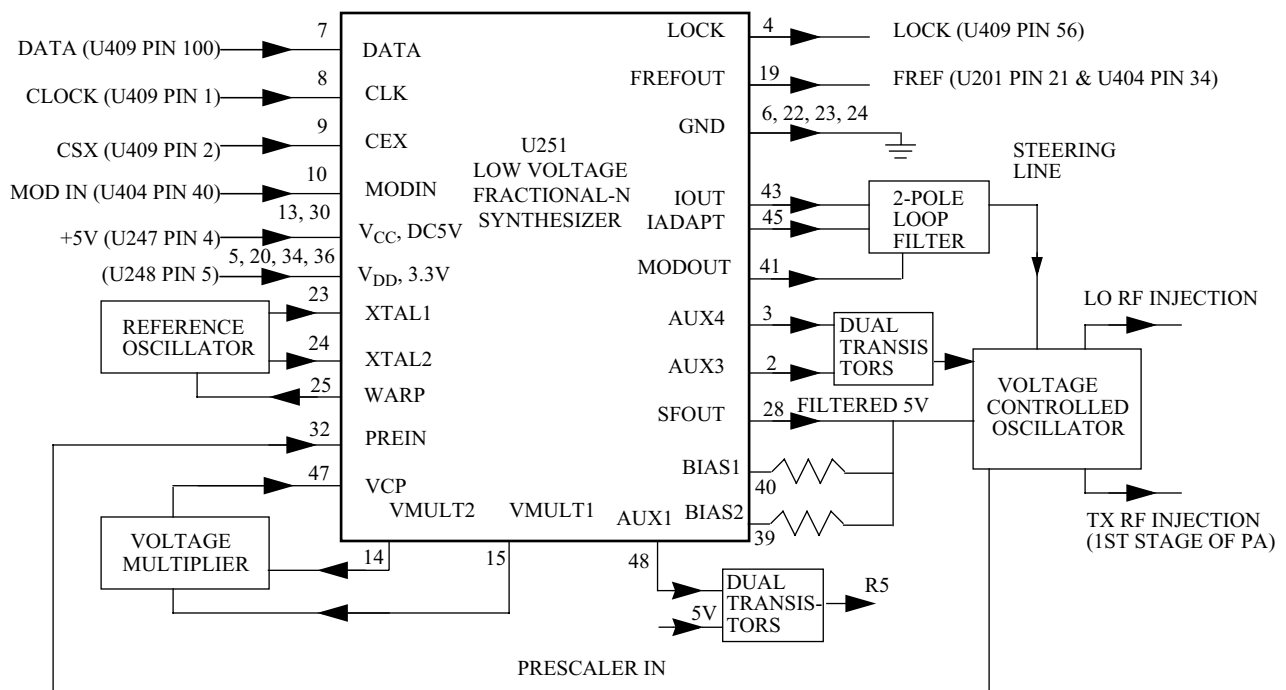 7
DATA (U409 PIN 100)
DATA
8
CLOCK (U409 PIN 1)
CLK
9
CSX (U409 PIN 2)
CEX
10
MOD IN (U404 PIN 40)
MODIN
13, 30
+5V (U247 PIN 4)
VCC, DC5V
5, 20, 34, 36
(U248 PIN 5)
VDD, 3.3V
23
XTAL1
REFERENCE
OSCILLATOR
24
XTAL2
25
WARP
32
PREIN
47
VCP
VOLTAGE
MULTIPLIER
VMULT2
14
VMULT1
15
AUX1
48
U251
LOW VOLTAGE
FRACTIONAL-N
SYNTHESIZER
LOCK
4
LOCK (U409 PIN 56)
FREFOUT
19
FREF (U201 PIN 21 & U404 PIN 34)
GND
6, 22, 23, 24
STEERING
LINE
IOUT
43
IADAPT
45
2-POLE
LOOP
FILTER
MODOUT
41
AUX4
3
AUX3
2
DUAL
TRANSIS
TORS
LO RF INJECTION
VOLTAGE
CONTROLLED
OSCILLATOR
SFOUT
28
FILTERED 5V
BIAS1
40
BIAS2
39
TX RF INJECTION
(1ST STAGE OF PA)
5V
DUAL
TRANSIS-
TORS
R5
PRESCALER IN